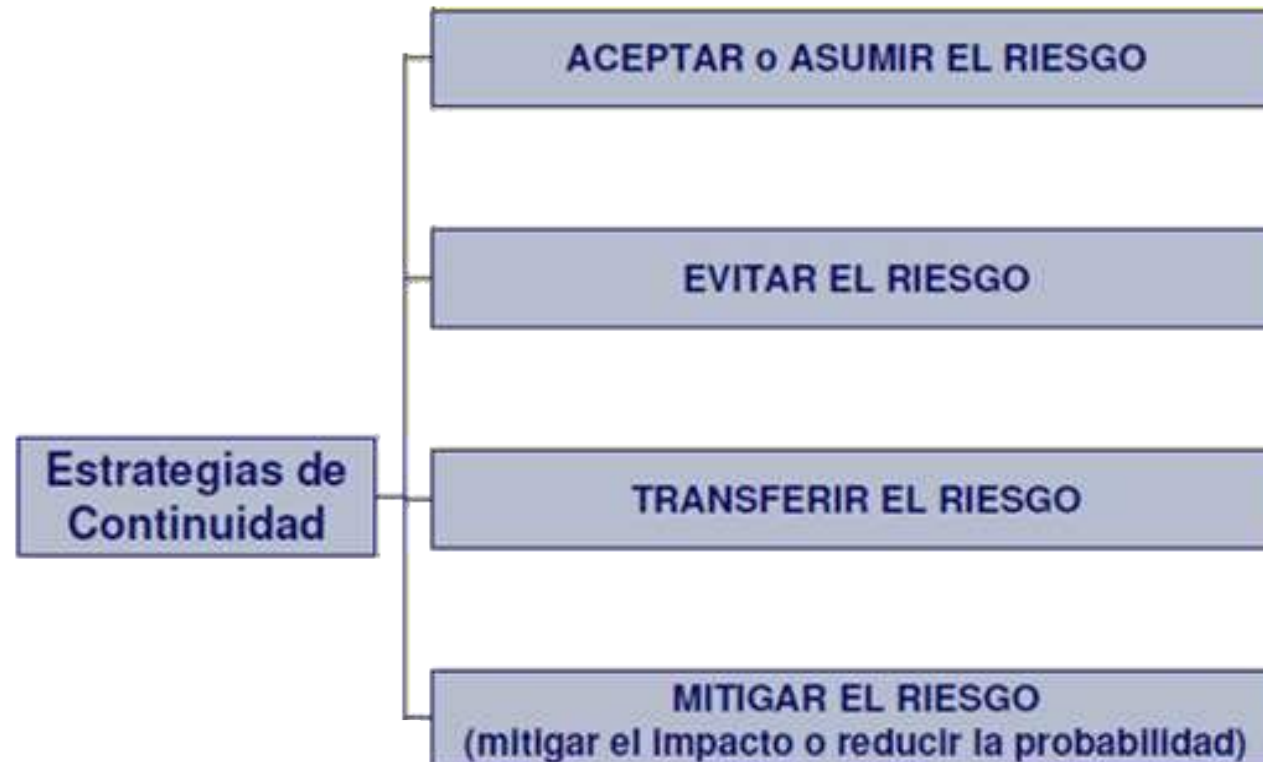 ACEPTAR o ASUMIR EL RIESGO
EVITAR EL RIESGO
Estrategias de
Continuidad
TRANSFERIR EL RIESGO
MITIGAR EL RIESGO
(mitigar el impacto o reducir la probabilidad)